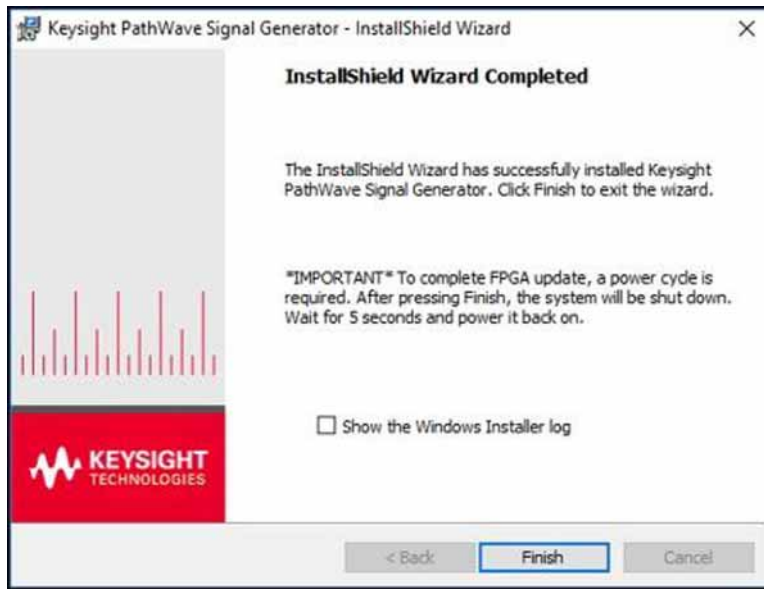 Keysight PathWave Signal Generator - InstallShield Wizard
InstallShield Wizard Completed
The InstallShield Wizard has successfully installed Keysight
PathWave Signal Generator. Click Finish to exit the wizard.
*IMPORTANT* To complete FPGA update, a power cycle is
required. After pressing Finish, the system will be shut down.
Wait for 5 seconds and power it back on.
Show the Windows Installer log
KEYSIGHT
TECHNOLOGIES
< Back
Finish
Cancel